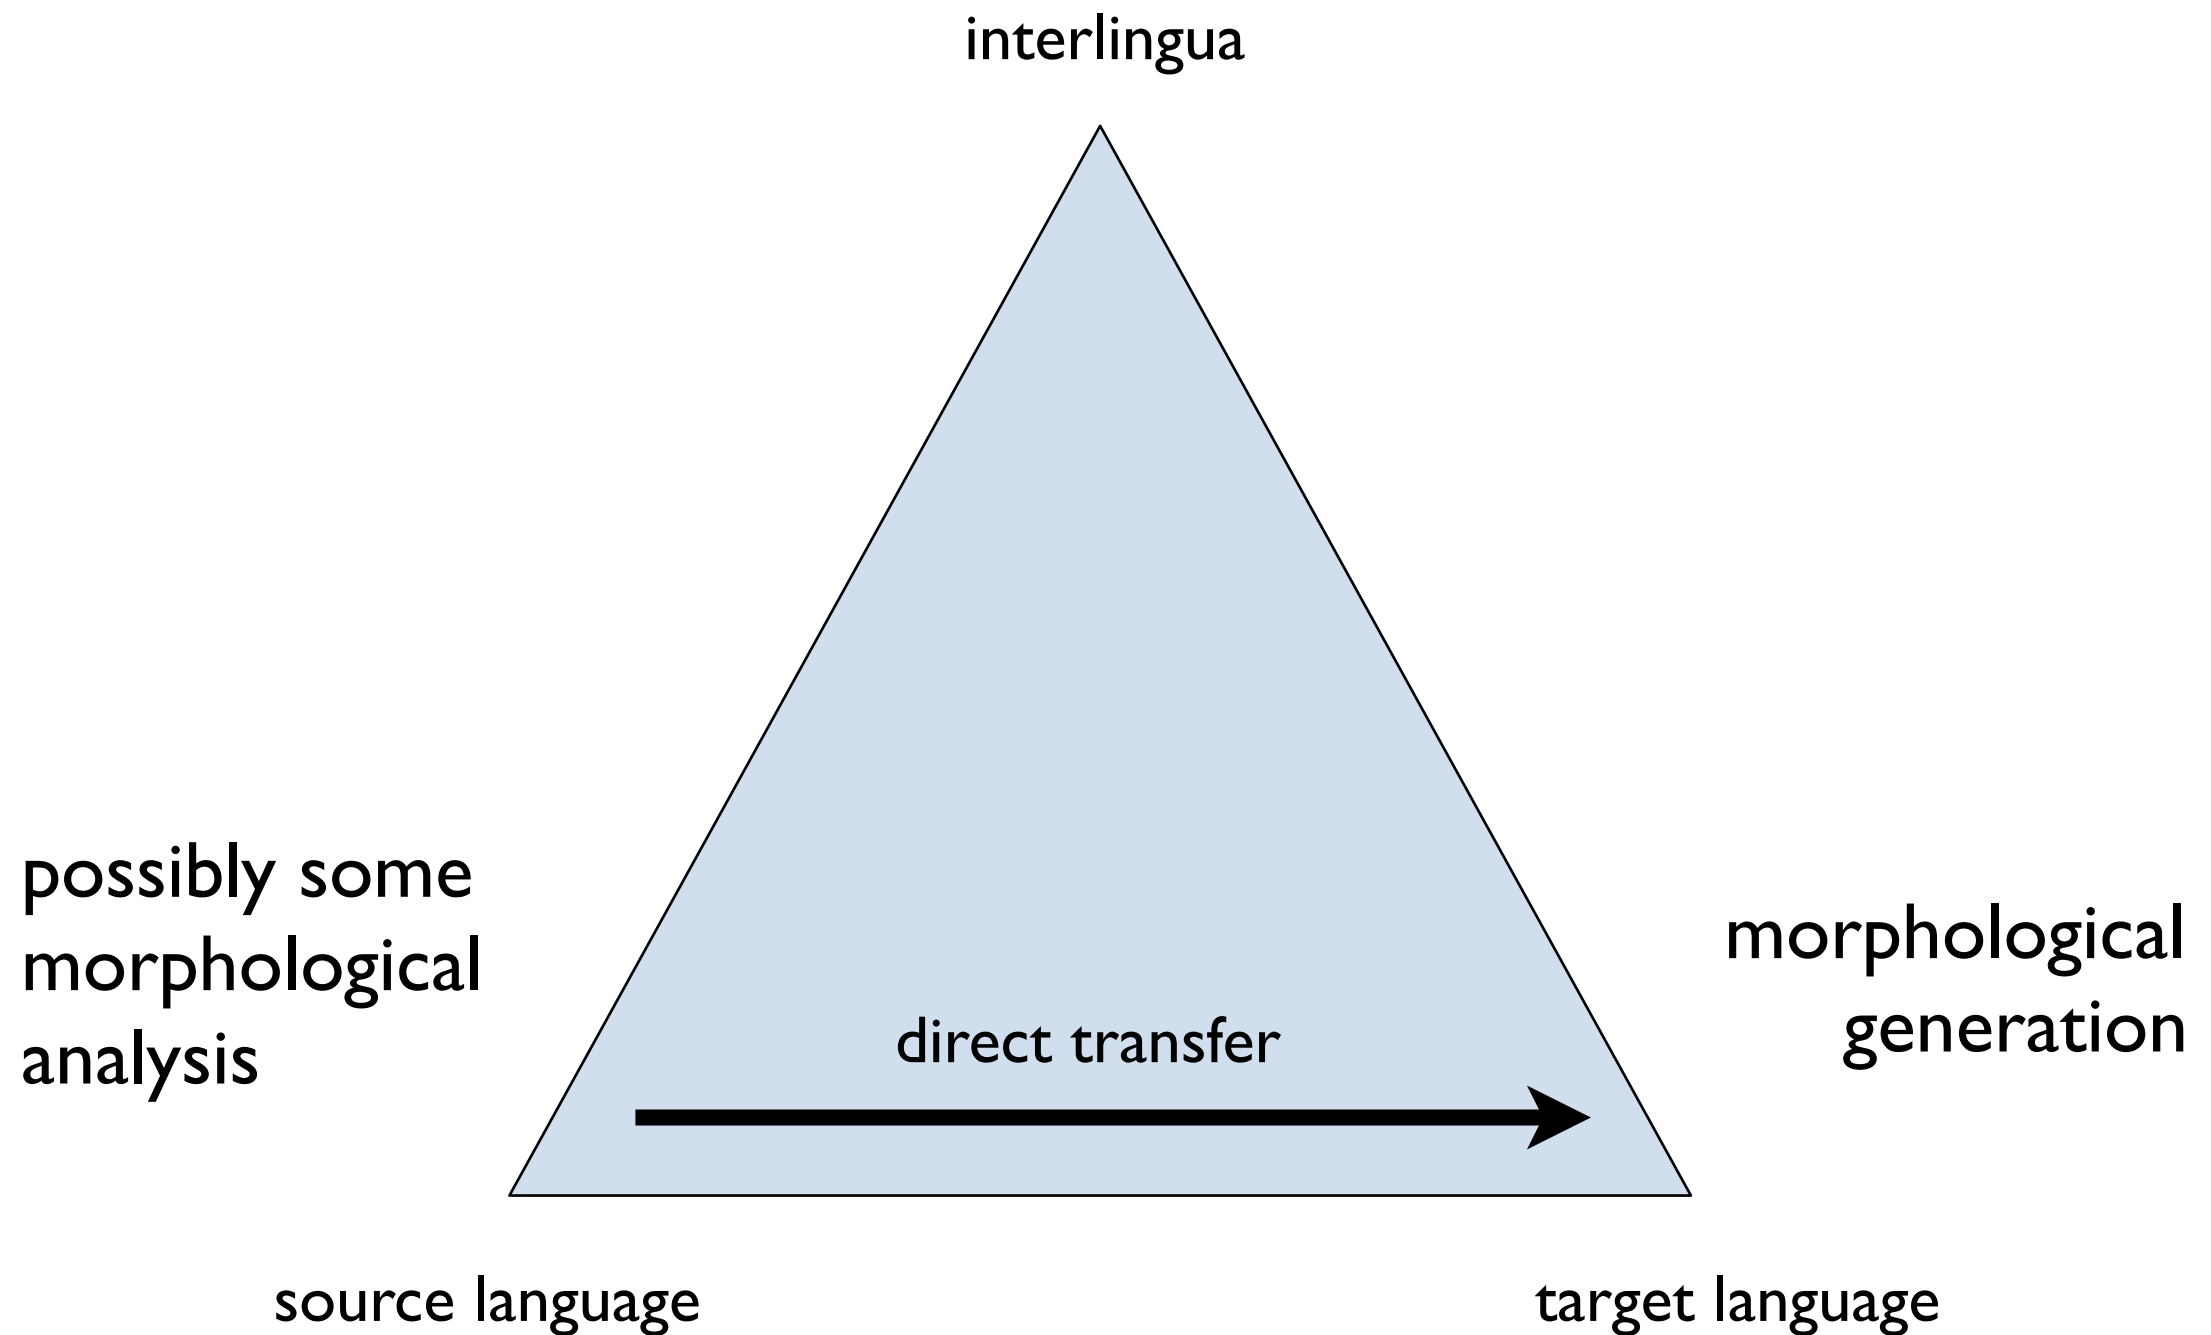 interlingua
possibly some
morphological
analysis
morphological
generation
direct transfer
source language
target language